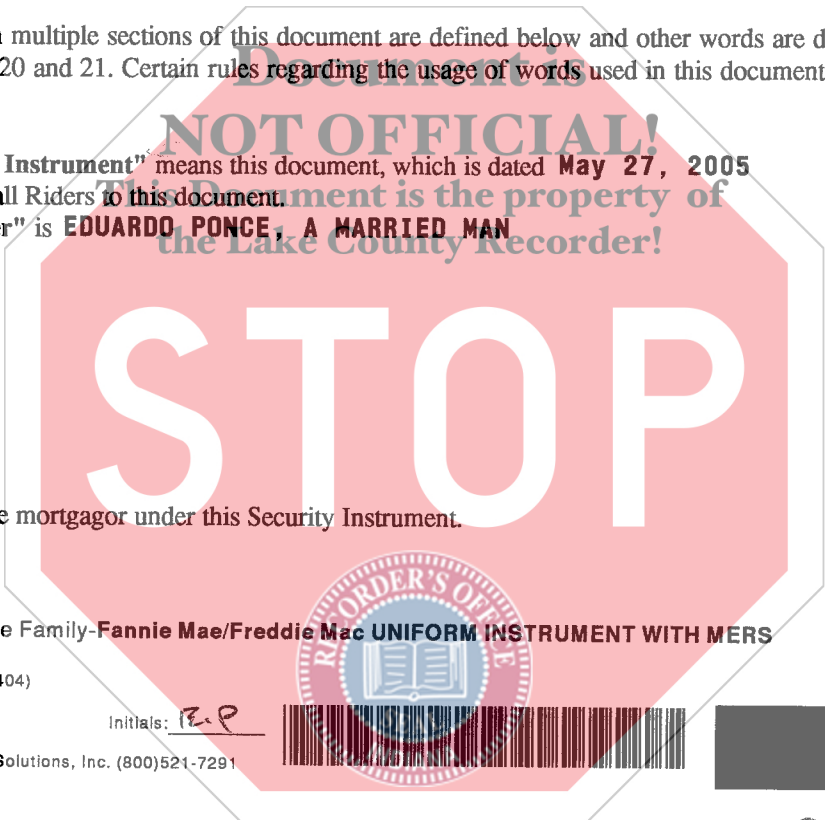 multiple sections of this document are defined below and other words are d
Document is
20 and 21. Certain rules regarding the usage of words used in this document
NOT OFFICIAL!
Instrument" means this document, which is dated May 27, 2005
This Document is the property of
all Riders to this document.
the Lake County Recorder!
r" is EDUARDO PONCE, A MARRIED MAN
STOP
e mortgagor under this Security Instrument.
RECORDER'S OFFICE
SEAL
INDIANA
e Family-Fannie Mae/Freddie Mac UNIFORM INSTRUMENT WITH MERS
404)
Initials: E.P
Solutions, Inc. (800)521-7291